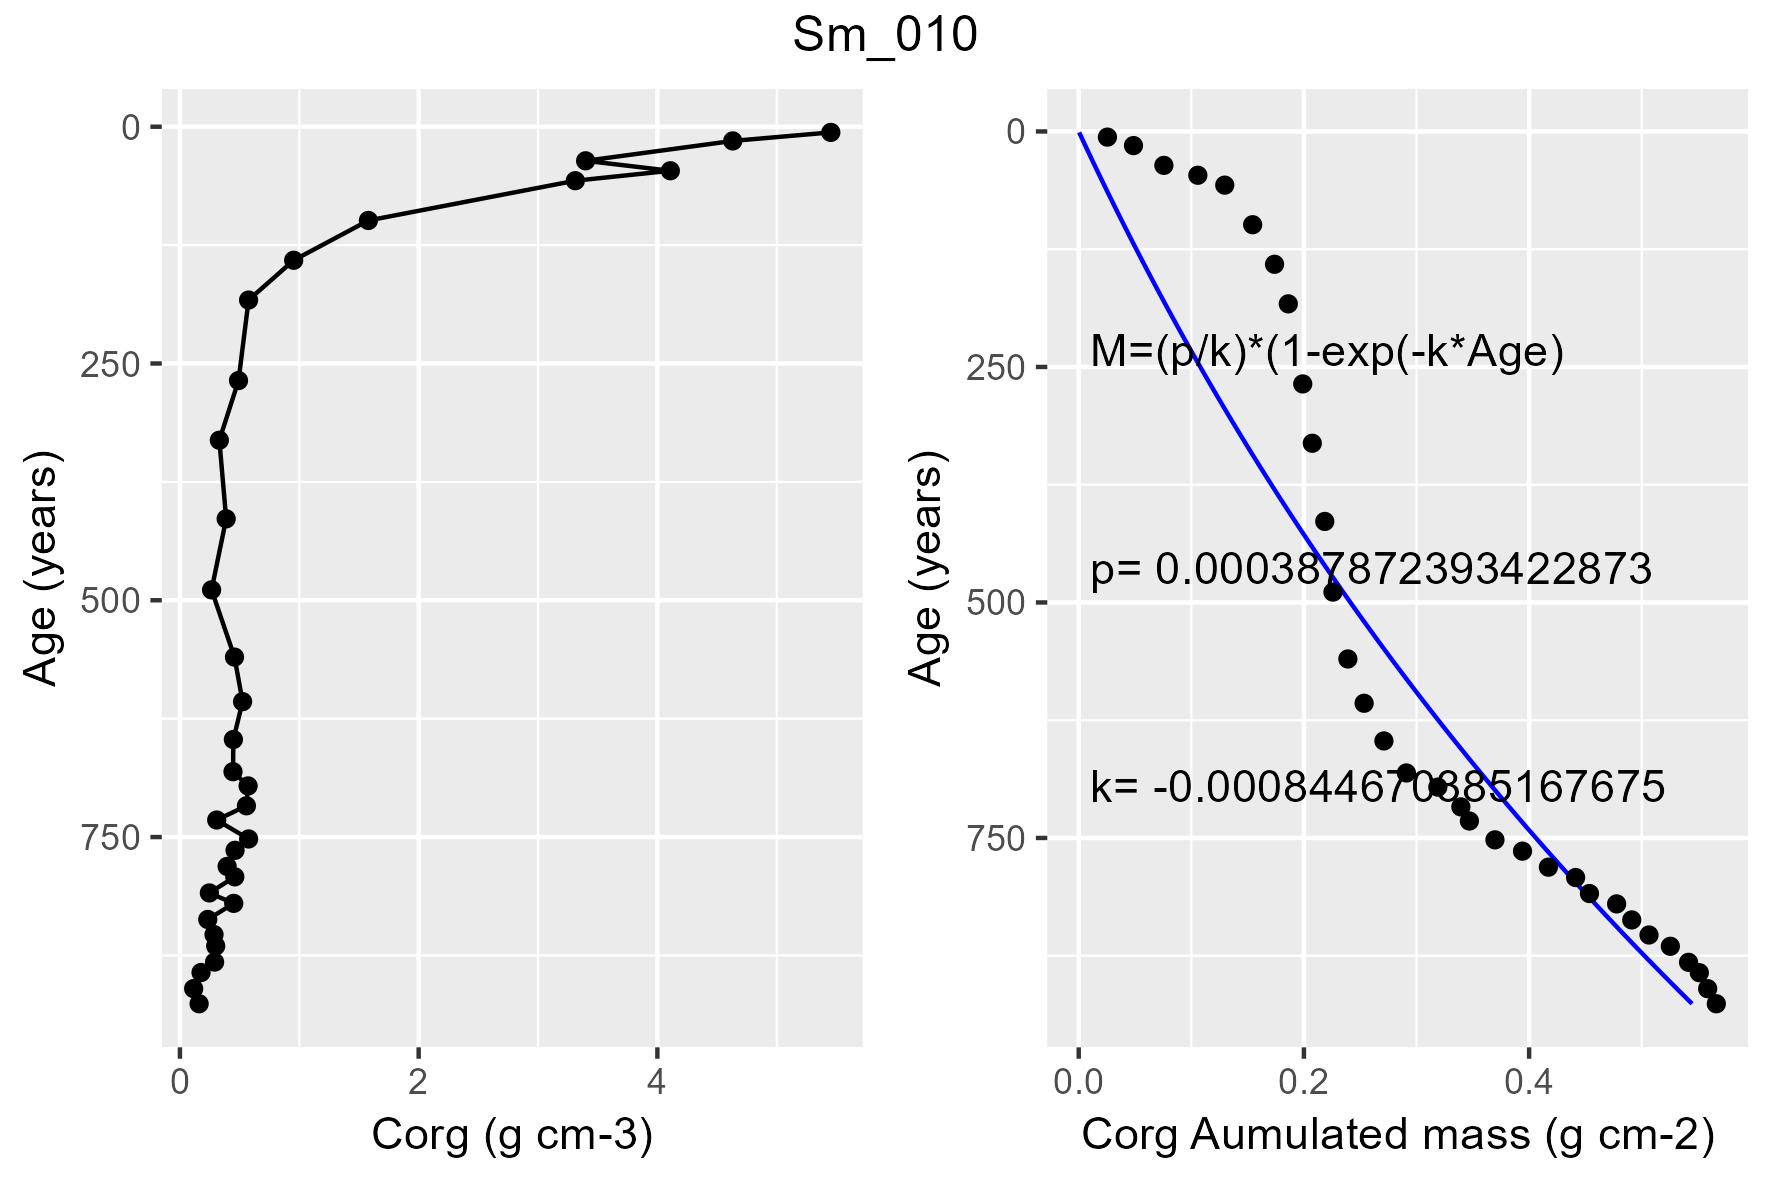 Sm_010
0
250
500
750
Age (years)
0
2
4
Corg (g cm-3)
0
250
500
750
Age (years)
M=(p/k)*(1-exp(-k*Age)
p= 0.000387872393422873
k= -0.000844670385167675
0.0
0.2
0.4
Corg Aumulated mass (g cm-2)